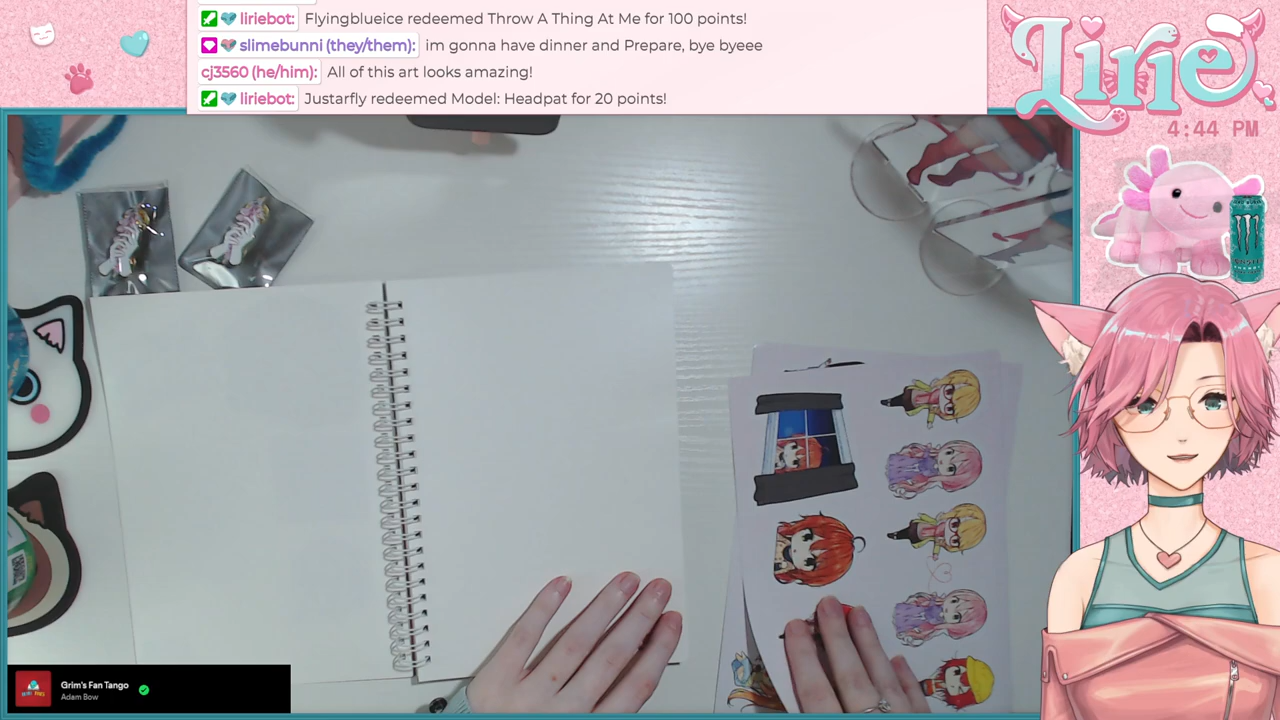 liriebot: Flyingblueice redeemed Throw A Thing At Me for 100 points!
slimebunni (they/them): im gonna have dinner and Prepare, bye byeee
cj3560 (he/him): All of this art looks amazing!
liriebot: Justarfly redeemed Model: Headpat for 20 points!
Lirie
4:44 PM
Grim's Fan Tango
Adam Bow